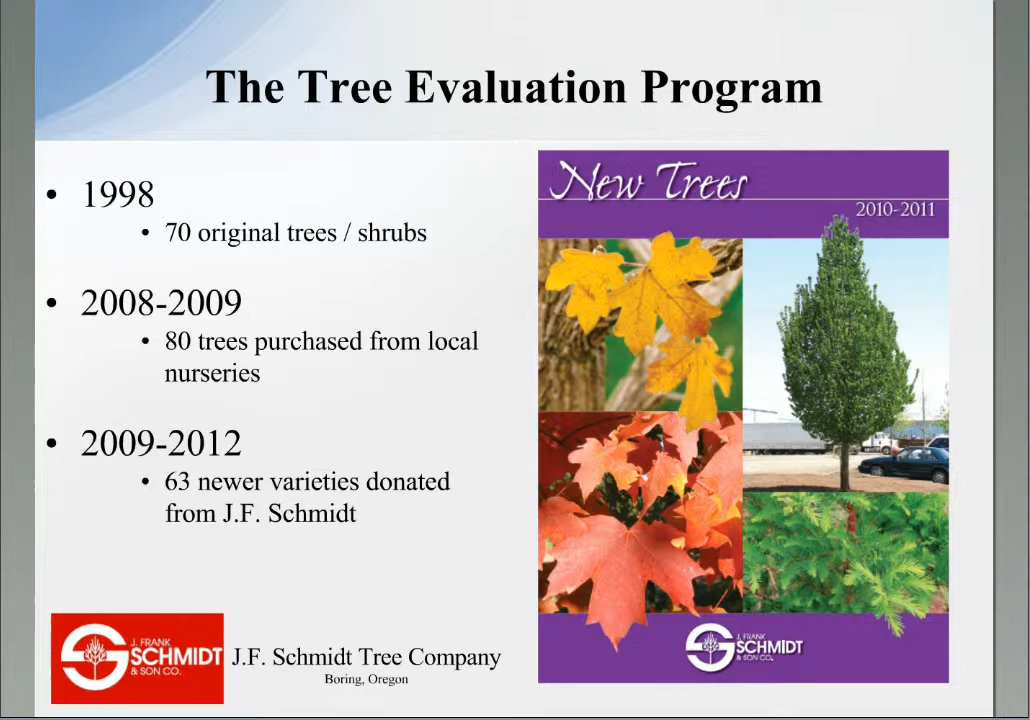 The Tree Evaluation Program
• 1998
• 70 original trees / shrubs
• 2008-2009
• 80 trees purchased from local
nurseries
• 2009-2012
• 63 newer varieties donated
from J.F. Schmidt
J. FRANK
SCHMIDT
& SON CO.
J.F. Schmidt Tree Company
Boring, Oregon
New Trees
2010-2011
J. FRANK
SCHMIDT
& SON CO.